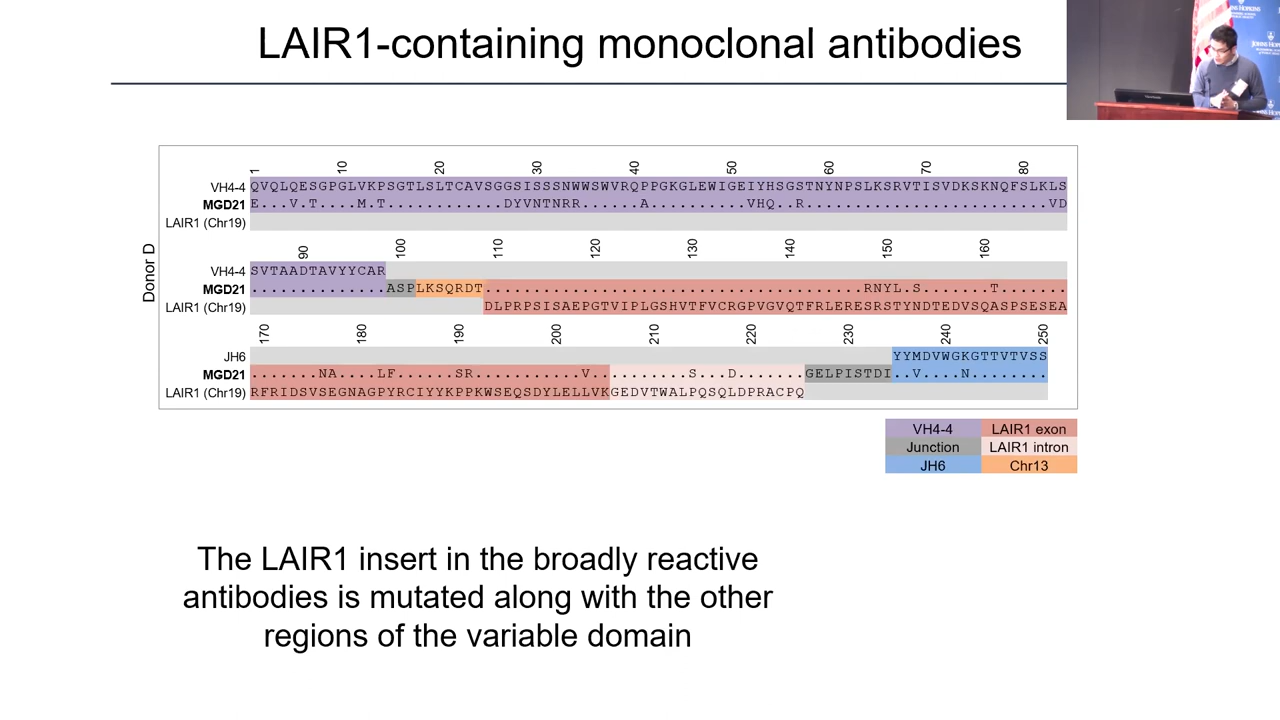 LAIR1-containing monoclonal antibodies
JOHNS HOPKINS
Donor D
1 10 20 30 40 50 60 70 80
VH4-4 QVQLQESGPGLVKPSGTLSLTCAVSGGSISSSNWWSWVRQPPGKGLEWIGEIYHSGSTNYNPSLKSRVTISVDKSKNQFSLKLS
MGD21 E...V.T....M.T............DYVNTNRR......A..........VHQ..R.........................VD
LAIR1 (Chr19)
90 100 110 120 130 140 150 160
VH4-4 SVTAADTAVYYCAR
MGD21 ..............ASPLKSQRDT.......................................RNYL.S.......T.......
LAIR1 (Chr19) DLPRPSISAEPGTVIPLGSHVTFVCRGPVGVQTFRLERESRSTYNDTEDVSQASPSESEA
170 180 190 200 210 220 230 240 250
JH6 YYMDVWGKGTTVTVSS
MGD21 .......NA....LF......SR...........V..........S...D.......GELPISTDI..V....N........
LAIR1 (Chr19) RFRIDSVSEGNAGPYRCIYYKPPKWSEQSDYLELLVKGEDVTWALPQSQLDPRACPQ
VH4-4 LAIR1 exon
Junction LAIR1 intron
JH6 Chr13
The LAIR1 insert in the broadly reactive
antibodies is mutated along with the other
regions of the variable domain